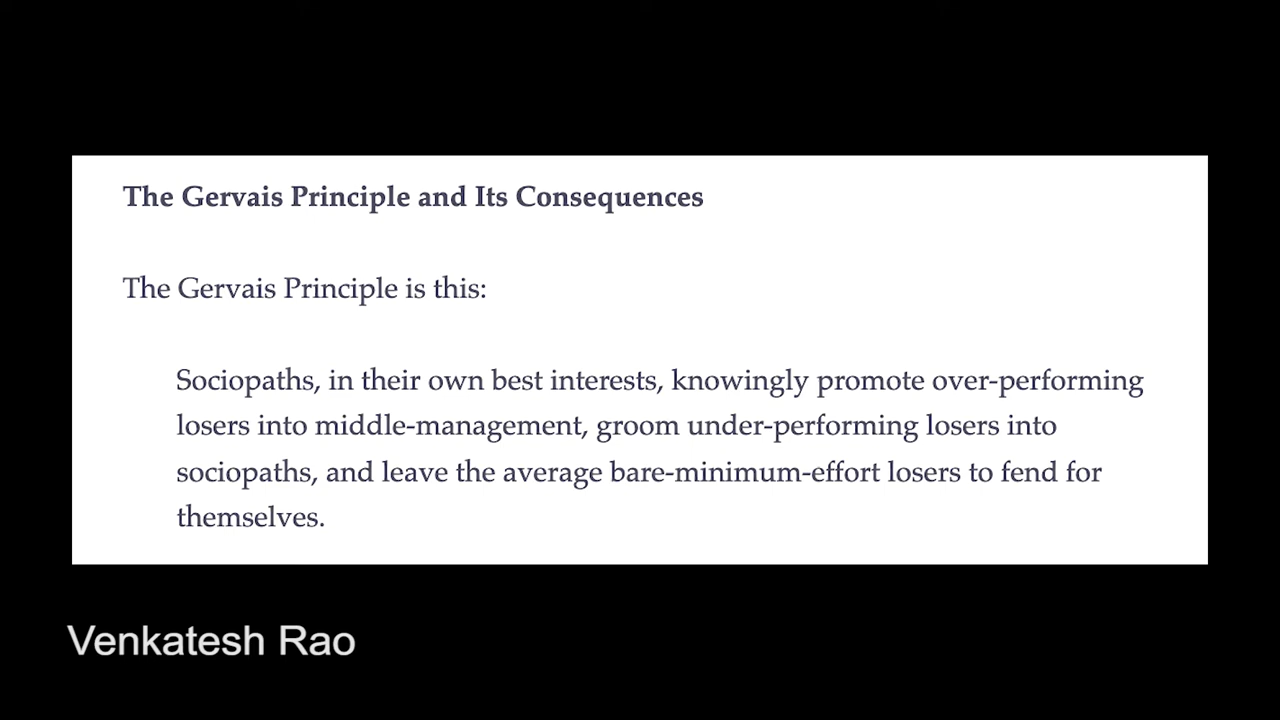 The Gervais Principle and Its Consequences
The Gervais Principle is this:
Sociopaths, in their own best interests, knowingly promote over-performing
losers into middle-management, groom under-performing losers into
sociopaths, and leave the average bare-minimum-effort losers to fend for
themselves.
Venkatesh Rao